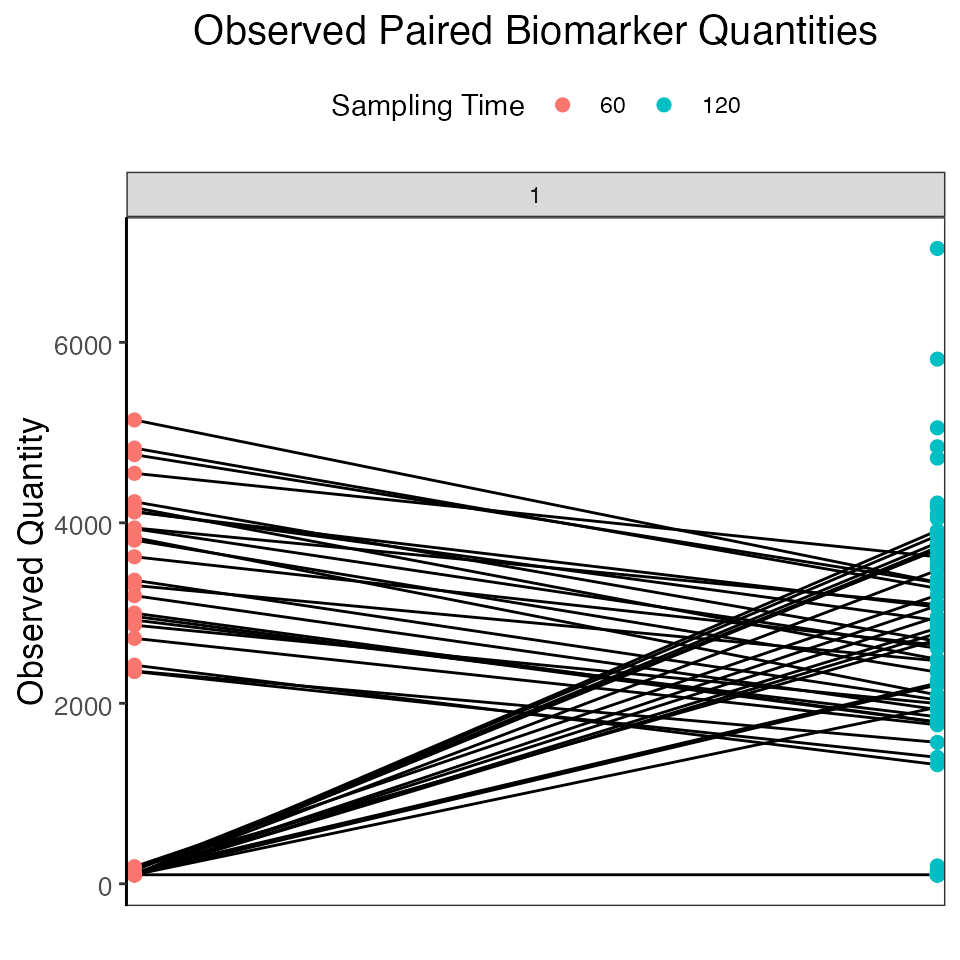 Observed Paired Biomarker Quantities
Sampling Time 60 120
1
Observed Quantity
6000
4000
2000
0